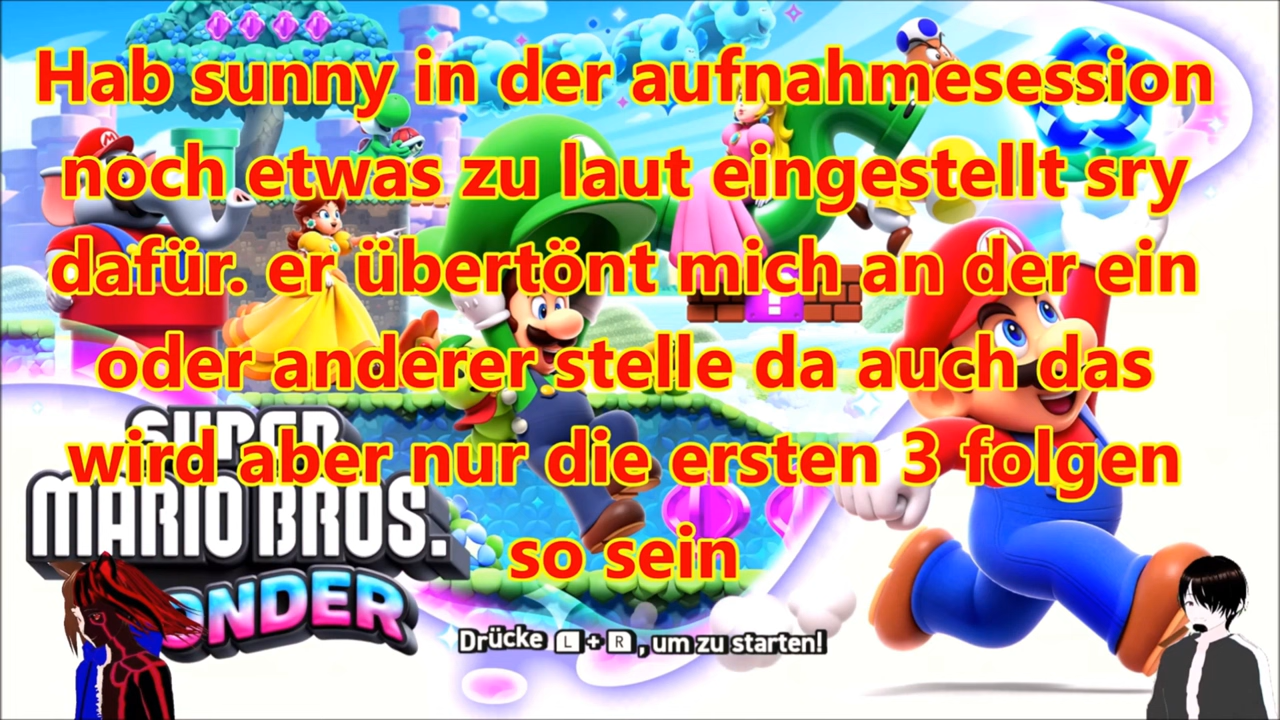 Hab sunny in der aufnahmesession
noch etwas zu laut eingestellt sry
dafür. er übertönt mich an der ein
oder anderer stelle da auch das
wird aber nur die ersten 3 folgen
so sein
SUPER
MARIO BROS.
WONDER
Drücke L + R, um zu starten!